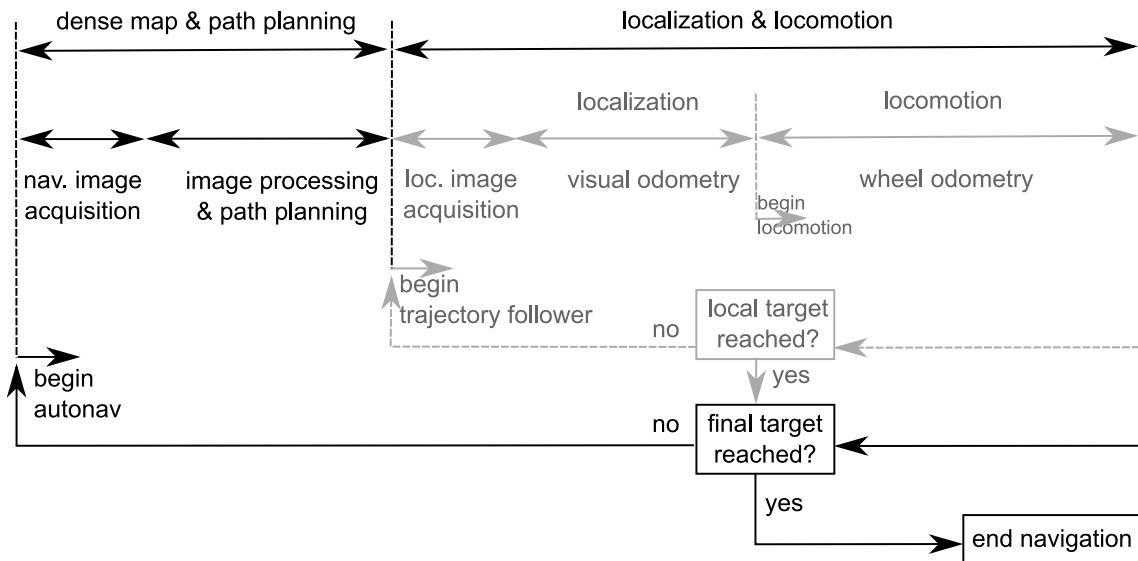 dense map & path planning
localization & locomotion
localization
locomotion
nav. image
acquisition
image processing
& path planning
loc. image
acquisition
visual odometry
wheel odometry
begin
locomotion
begin
trajectory follower
local target
reached?
no
yes
begin
autonav
final target
reached?
no
yes
end navigation